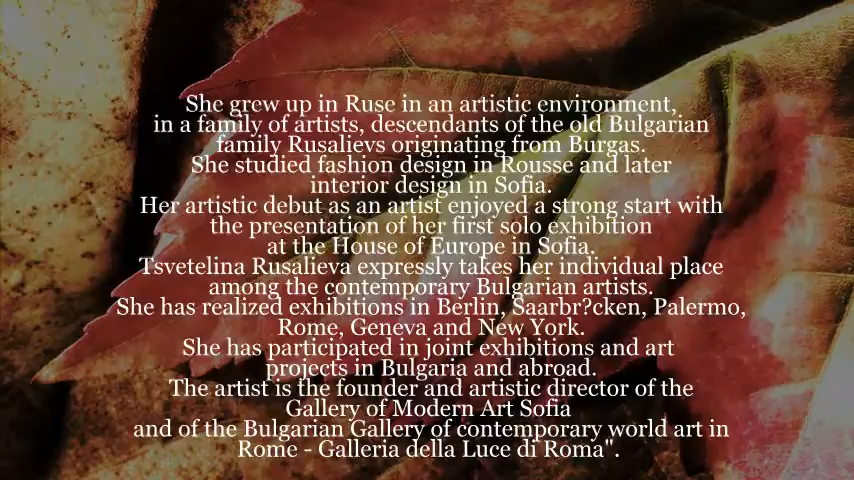 She grew up in Ruse in an artistic environment,
in a family of artists, descendants of the old Bulgarian
family Rusalievs originating from Burgas.
She studied fashion design in Rousse and later
interior design in Sofia.
Her artistic debut as an artist enjoyed a strong start with
the presentation of her first solo exhibition
at the House of Europe in Sofia.
Tsvetelina Rusalieva expressly takes her individual place
among the contemporary Bulgarian artists.
She has realized exhibitions in Berlin, Saarbr?cken, Palermo,
Rome, Geneva and New York.
She has participated in joint exhibitions and art
projects in Bulgaria and abroad.
The artist is the founder and artistic director of the
Gallery of Modern Art Sofia
and of the Bulgarian Gallery of contemporary world art in
Rome - Galleria della Luce di Roma".